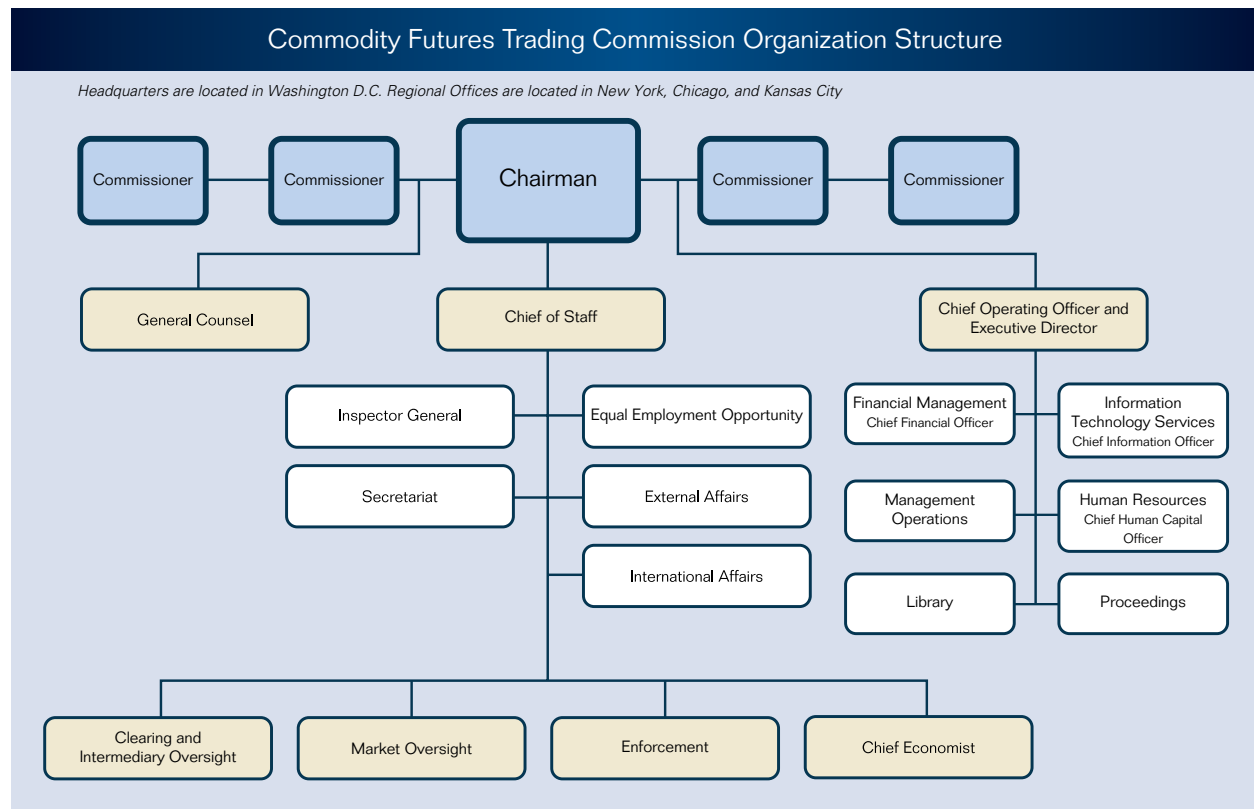 Commodity Futures Trading Commission Organization Structure
Headquarters are located in Washington D.C. Regional Offices are located in New York, Chicago, and Kansas City
Commissioner
Commissioner
Chairman
Commissioner
Commissioner
General Counsel
Chief of Staff
Chief Operating Officer and
Executive Director
Inspector General
Equal Employment Opportunity
Financial Management
Chief Financial Officer
Information
Technology Services
Chief Information Officer
Secretariat
External Affairs
Management
Operations
Human Resources
Chief Human Capital
Officer
International Affairs
Library
Proceedings
Clearing and
Intermediary Oversight
Market Oversight
Enforcement
Chief Economist